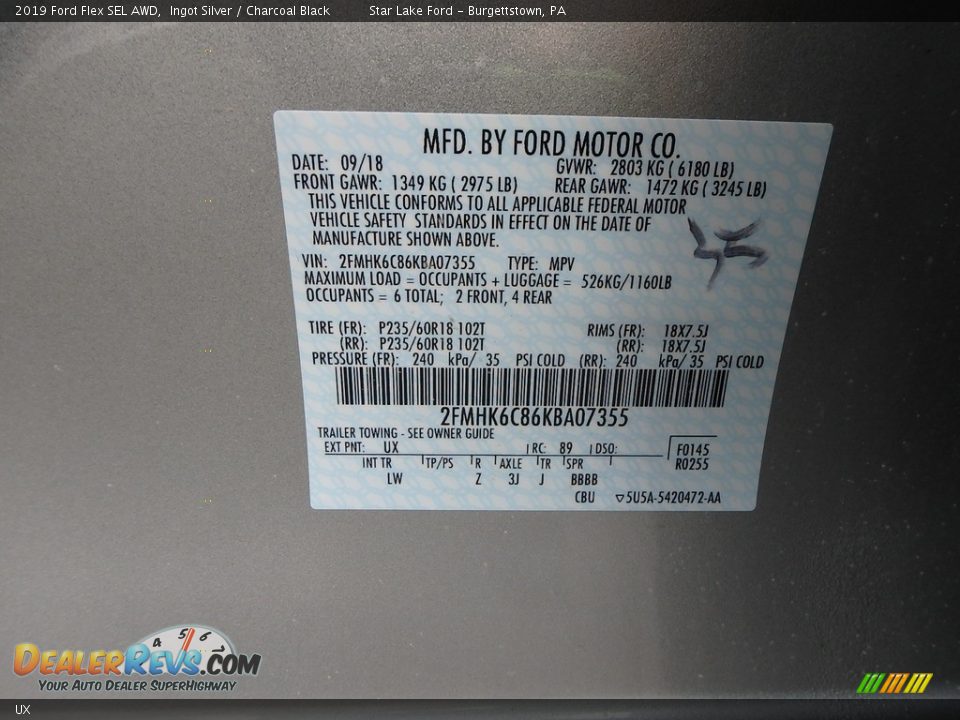 2019 Ford Flex SEL AWD, Ingot Silver / Charcoal Black Star Lake Ford - Burgettstown, PA
MFD. BY FORD MOTOR CO.
DATE: 09/18 GVWR: 2803 KG ( 6180 LB)
FRONT GAWR: 1349 KG ( 2975 LB) REAR GAWR: 1472 KG ( 3245 LB)
THIS VEHICLE CONFORMS TO ALL APPLICABLE FEDERAL MOTOR
VEHICLE SAFETY STANDARDS IN EFFECT ON THE DATE OF
MANUFACTURE SHOWN ABOVE.
45
VIN: 2FMHK6C86KBA07355 TYPE: MPV
MAXIMUM LOAD = OCCUPANTS + LUGGAGE = 526KG/1160LB
OCCUPANTS = 6 TOTAL; 2 FRONT, 4 REAR
TIRE (FR): P235/60R18 102T RIMS (FR): 18X7.5J
(RR): P235/60R18 102T (RR): 18X7.5J
PRESSURE (FR): 240 kPa/ 35 PSI COLD (RR): 240 kPa/ 35 PSI COLD
2FMHK6C86KBA07355
TRAILER TOWING - SEE OWNER GUIDE
EXT PNT: UX RC: 89 DSO: F0145
INT TR TP/PS R AXLE TR SPR R0255
LW Z 3J J BBBB
CBU ▽5U5A-5420472-AA
4 5 6
DEALERREVS.COM
YOUR AUTO DEALER SUPERHIGHWAY
UX